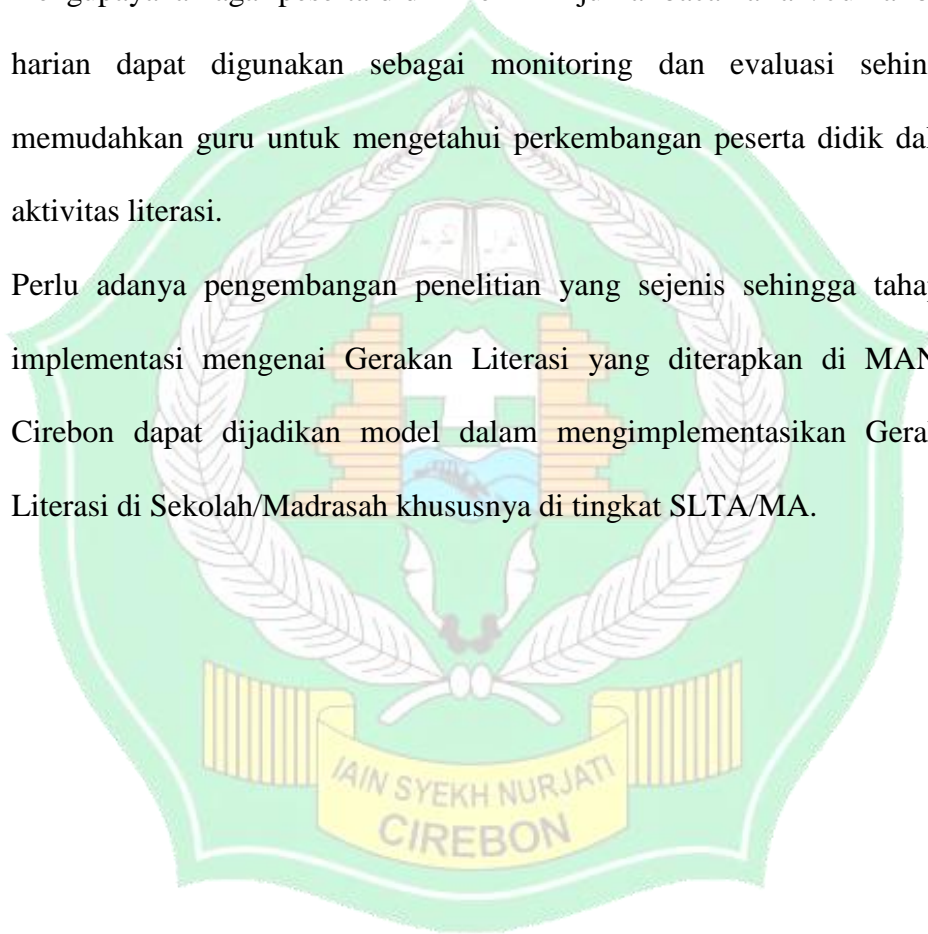 harian dapat digunakan sebagai monitoring dan evaluasi sehin
memudahkan guru untuk mengetahui perkembangan peserta didik dal
aktivitas literasi.
Perlu adanya pengembangan penelitian yang sejenis sehingga taha
implementasi mengenai Gerakan Literasi yang diterapkan di MAN
Cirebon dapat dijadikan model dalam mengimplementasikan Gera
Literasi di Sekolah/Madrasah khususnya di tingkat SLTA/MA.
IAIN SYEKH NURJATI
CIREBON